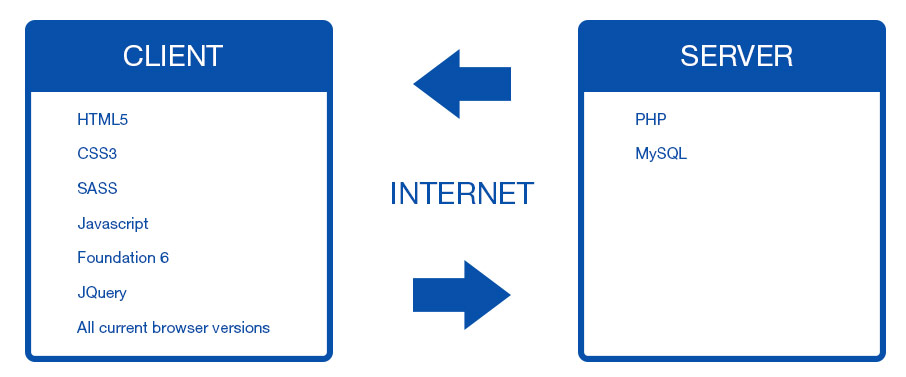 CLIENT
HTML5
CSS3
SASS
Javascript
Foundation 6
JQuery
All current browser versions
INTERNET
SERVER
PHP
MySQL